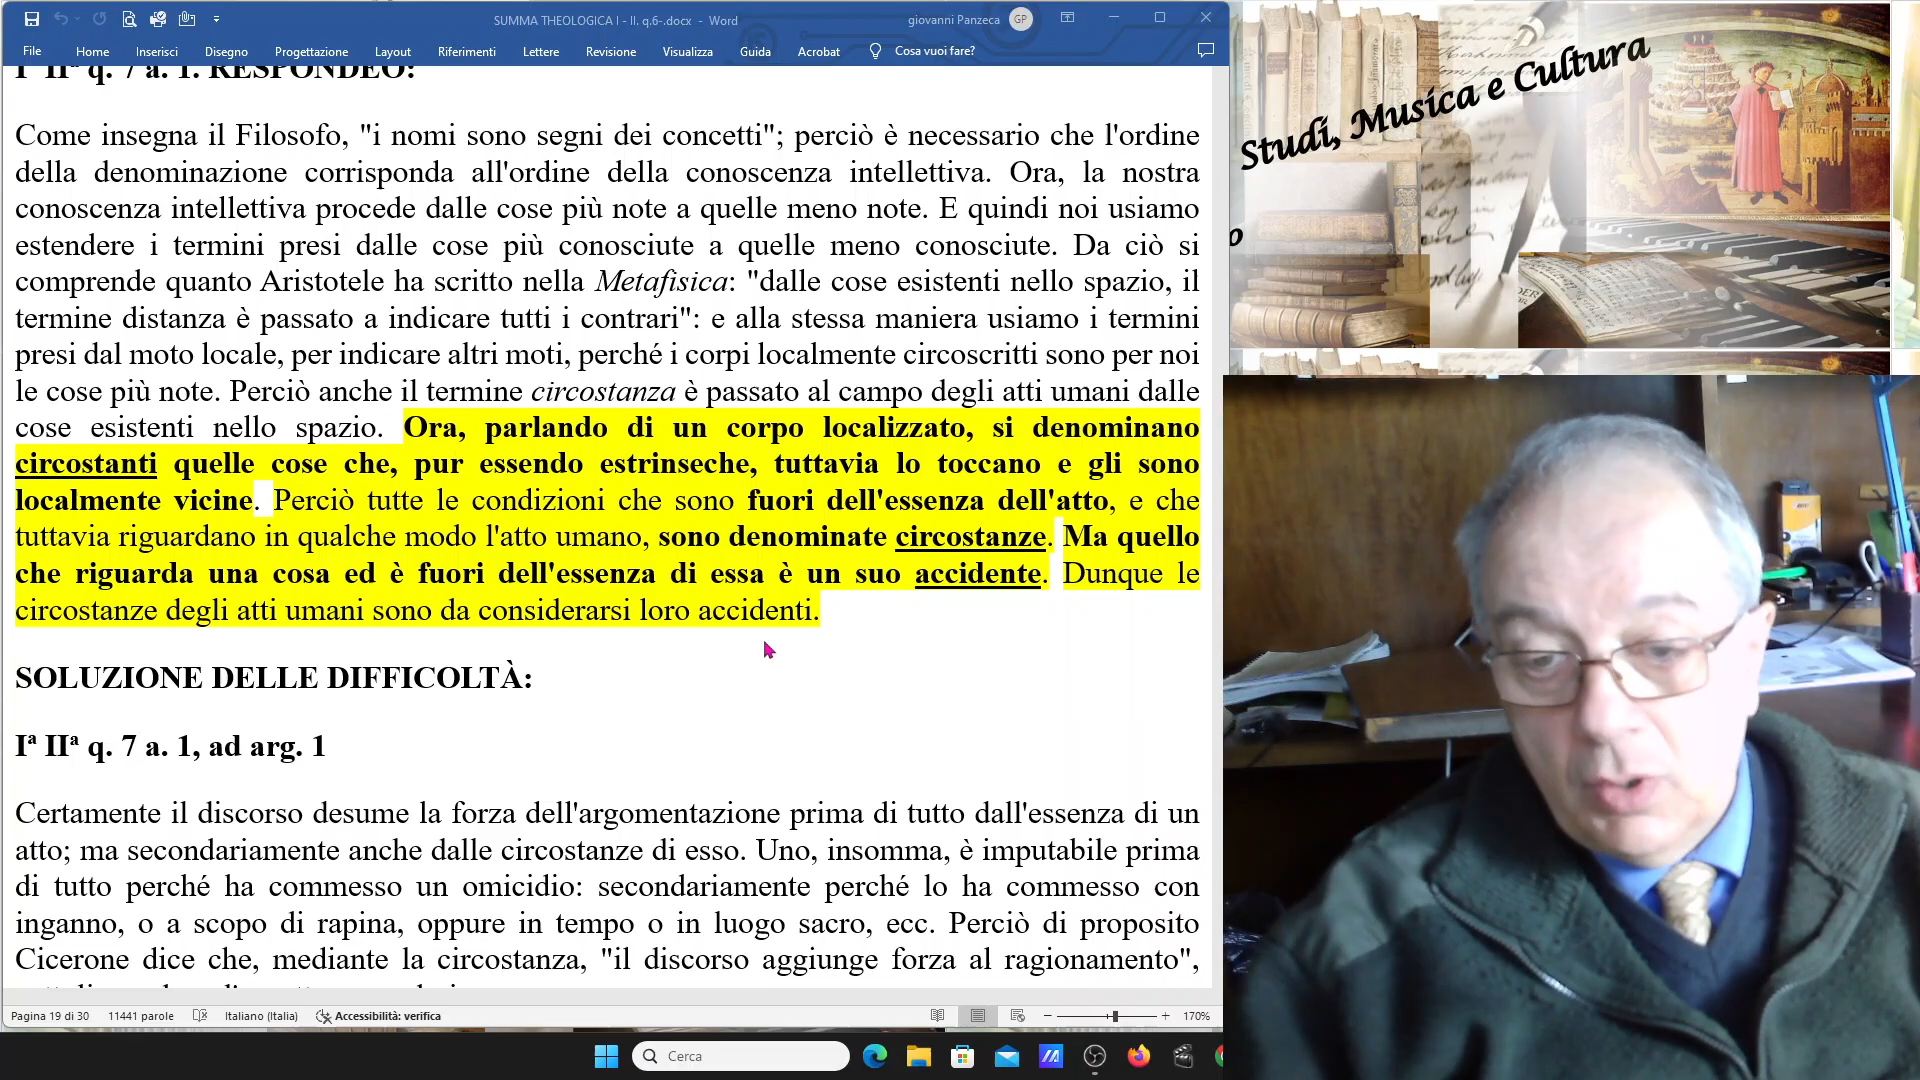 SUMMA THEOLOGICA I - II. q.6-.docx - Word
giovanni Panzeca
GP
File
Home
Inserisci
Disegno
Progettazione
Layout
Riferimenti
Lettere
Revisione
Visualizza
Guida
Acrobat
Cosa vuoi fare?
Iª IIª q. 7 a. 1. RESPONDEO:
Come insegna il Filosofo, "i nomi sono segni dei concetti"; perciò è necessario che l'ordine
della denominazione corrisponda all'ordine della conoscenza intellettiva. Ora, la nostra
conoscenza intellettiva procede dalle cose più note a quelle meno note. E quindi noi usiamo
estendere i termini presi dalle cose più conosciute a quelle meno conosciute. Da ciò si
comprende quanto Aristotele ha scritto nella Metafisica: "dalle cose esistenti nello spazio, il
termine distanza è passato a indicare tutti i contrari": e alla stessa maniera usiamo i termini
presi dal moto locale, per indicare altri moti, perché i corpi localmente circoscritti sono per noi
le cose più note. Perciò anche il termine circostanza è passato al campo degli atti umani dalle
cose esistenti nello spazio. Ora, parlando di un corpo localizzato, si denominano
circostanti quelle cose che, pur essendo estrinseche, tuttavia lo toccano e gli sono
localmente vicine. Perciò tutte le condizioni che sono fuori dell'essenza dell'atto, e che
tuttavia riguardano in qualche modo l'atto umano, sono denominate circostanze. Ma quello
che riguarda una cosa ed è fuori dell'essenza di essa è un suo accidente. Dunque le
circostanze degli atti umani sono da considerarsi loro accidenti.
SOLUZIONE DELLE DIFFICOLTÀ:
Iª IIª q. 7 a. 1, ad arg. 1
Certamente il discorso desume la forza dell'argomentazione prima di tutto dall'essenza di un
atto; ma secondariamente anche dalle circostanze di esso. Uno, insomma, è imputabile prima
di tutto perché ha commesso un omicidio: secondariamente perché lo ha commesso con
inganno, o a scopo di rapina, oppure in tempo o in luogo sacro, ecc. Perciò di proposito
Cicerone dice che, mediante la circostanza, "il discorso aggiunge forza al ragionamento",
Pagina 19 di 30
11441 parole
Italiano (Italia)
Accessibilità: verifica
170%
Cerca
Studi, Musica e Cultura
o